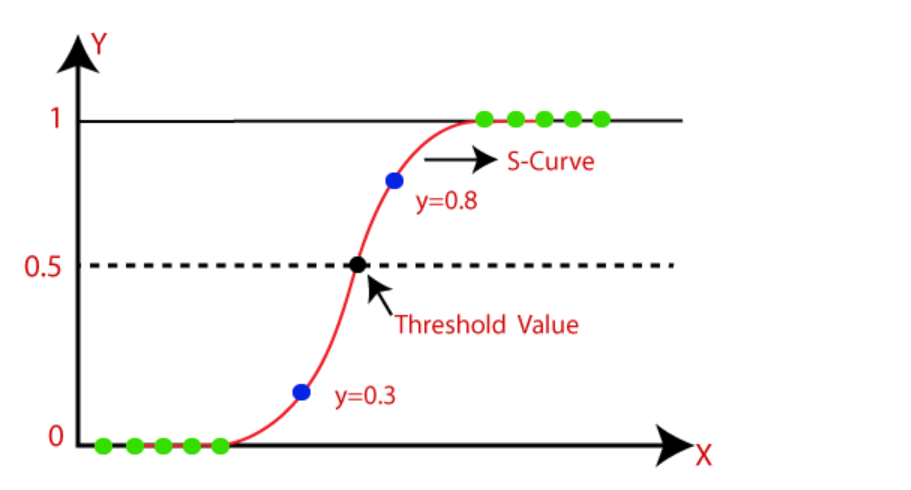 Y
1
S-Curve
y=0.8
0.5
Threshold Value
y=0.3
0
X